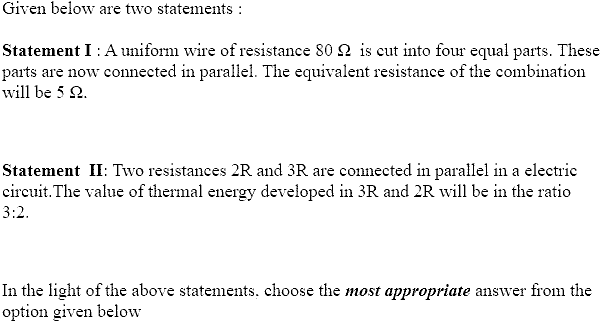 Given below are two statements :
Statement I : A uniform wire of resistance 80 Ω is cut into four equal parts. These
parts are now connected in parallel. The equivalent resistance of the combination
will be 5 Ω.
Statement II: Two resistances 2R and 3R are connected in parallel in a electric
circuit.The value of thermal energy developed in 3R and 2R will be in the ratio
3:2.
In the light of the above statements, choose the most appropriate answer from the
option given below